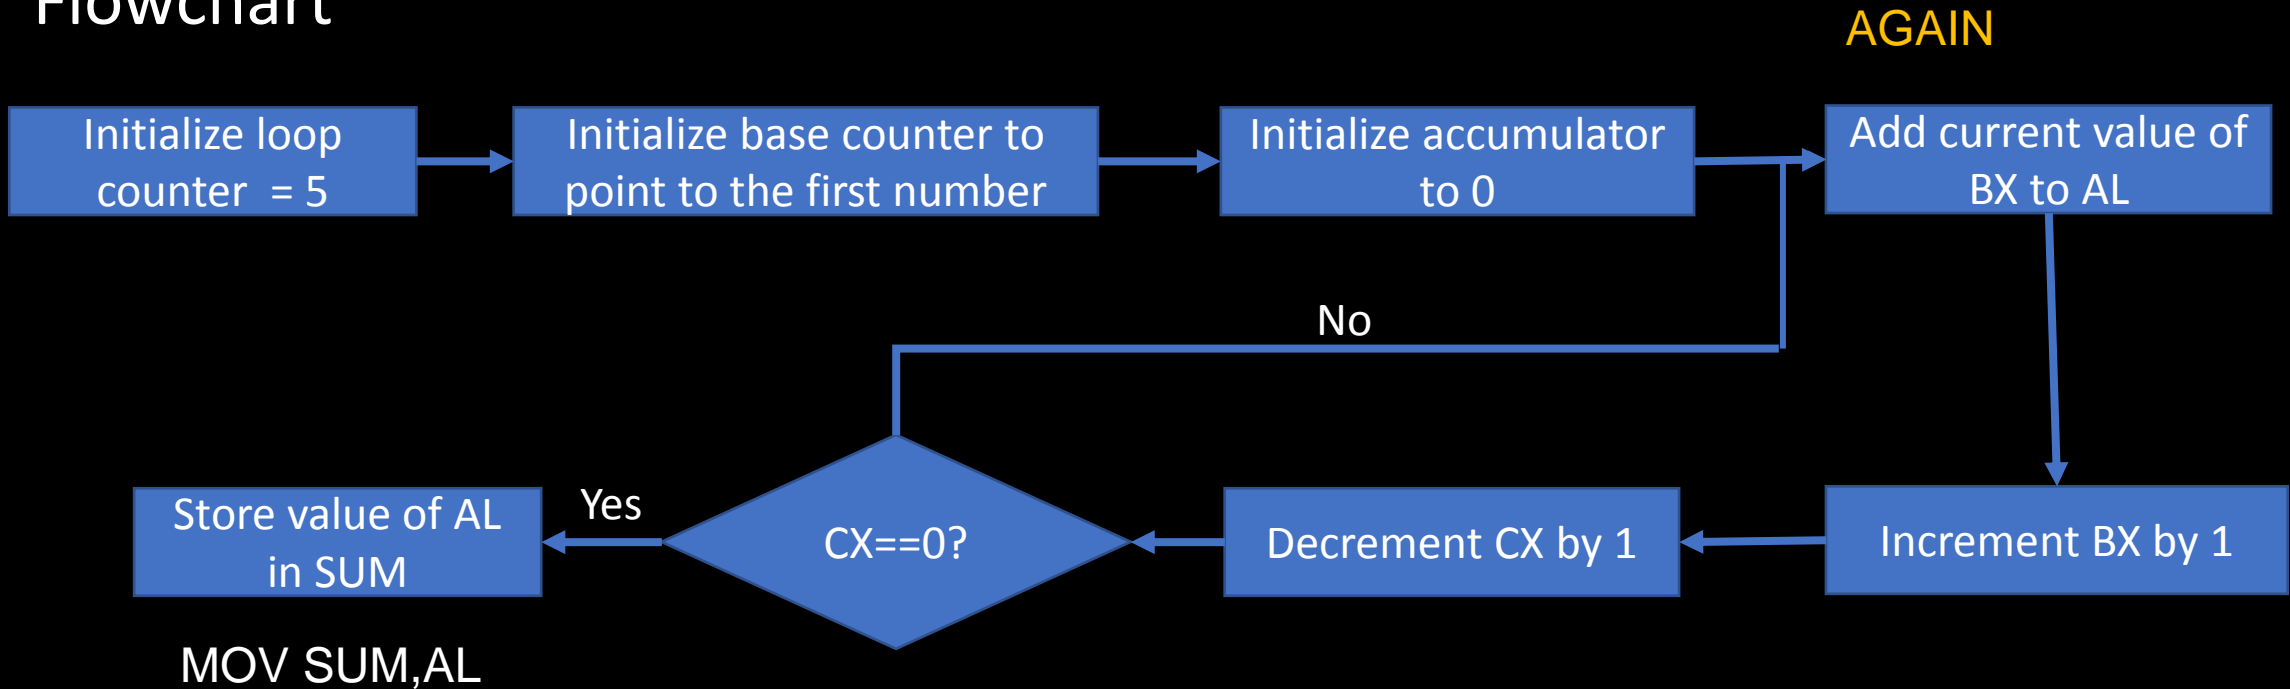 Flowchart
AGAIN
Initialize loop
counter = 5
Initialize base counter to
point to the first number
Initialize accumulator
to 0
Add current value of
BX to AL
No
Store value of AL
in SUM
Yes
CX==0?
Decrement CX by 1
Increment BX by 1
MOV SUM,AL